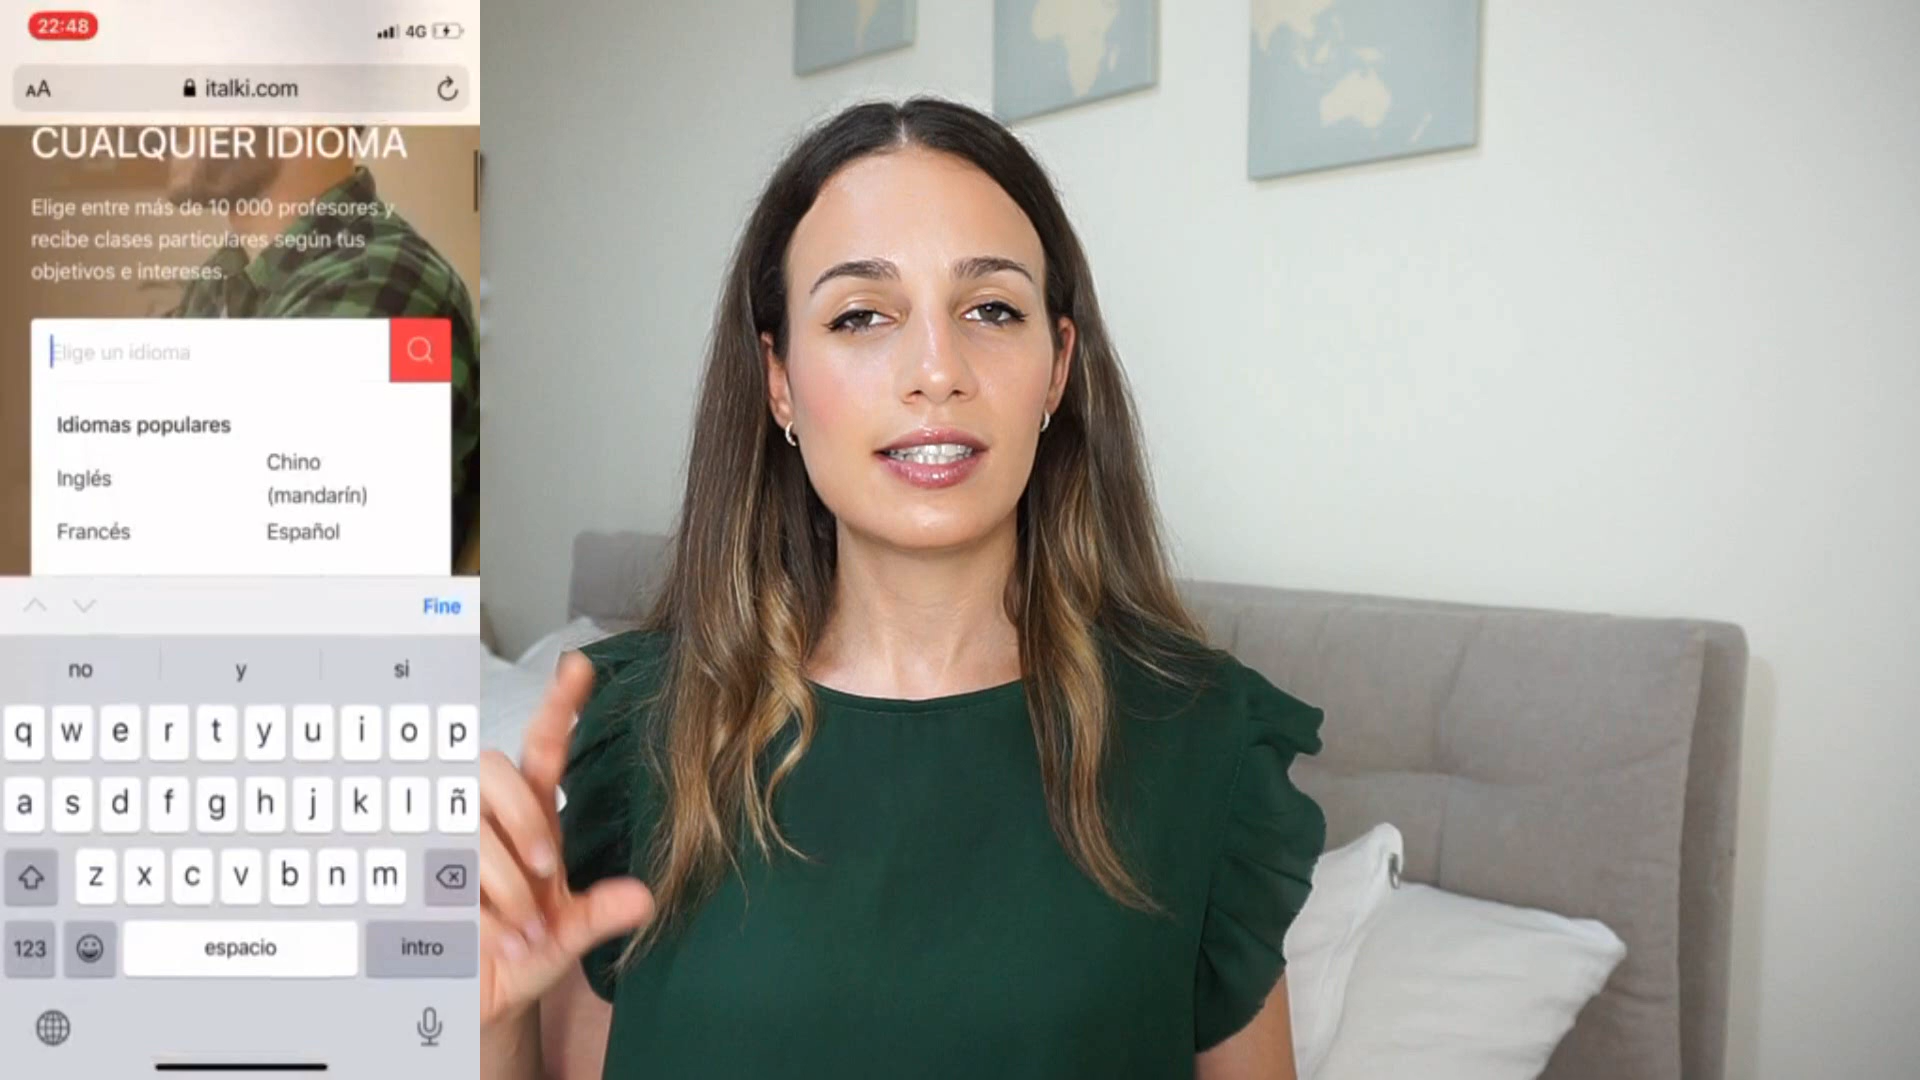 22:48
4G
AA
italki.com
CUALQUIER IDIOMA
Elige entre más de 10 000 profesores y
recibe clases particulares según tus
objetivos e intereses.
Elige un idioma
Idiomas populares
Inglés
Chino
(mandarín)
Francés
Español
Fine
no y si
q w e r t y u i o p
a s d f g h j k l ñ
z x c v b n m
123 espacio intro